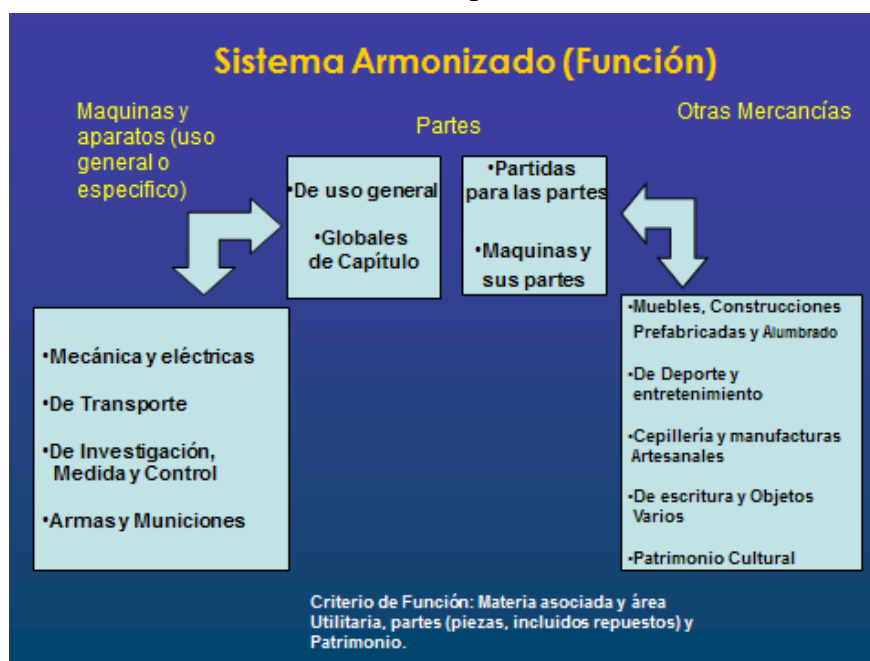 Sistema Armonizado (Función)
Maquinas y
aparatos (uso
general o
especifico)
Partes
Otras Mercancías
•De uso general
•Globales
de Capítulo
•Partidas
para las partes
•Maquinas y
sus partes
•Mecánica y eléctricas
•De Transporte
•De Investigación,
Medida y Control
•Armas y Municiones
•Muebles, Construcciones
Prefabricadas y Alumbrado
•De Deporte y
entretenimiento
•Cepillería y manufacturas
Artesanales
•De escritura y Objetos
Varios
•Patrimonio Cultural
Criterio de Función: Materia asociada y área
Utilitaria, partes (piezas, incluidos repuestos) y
Patrimonio.